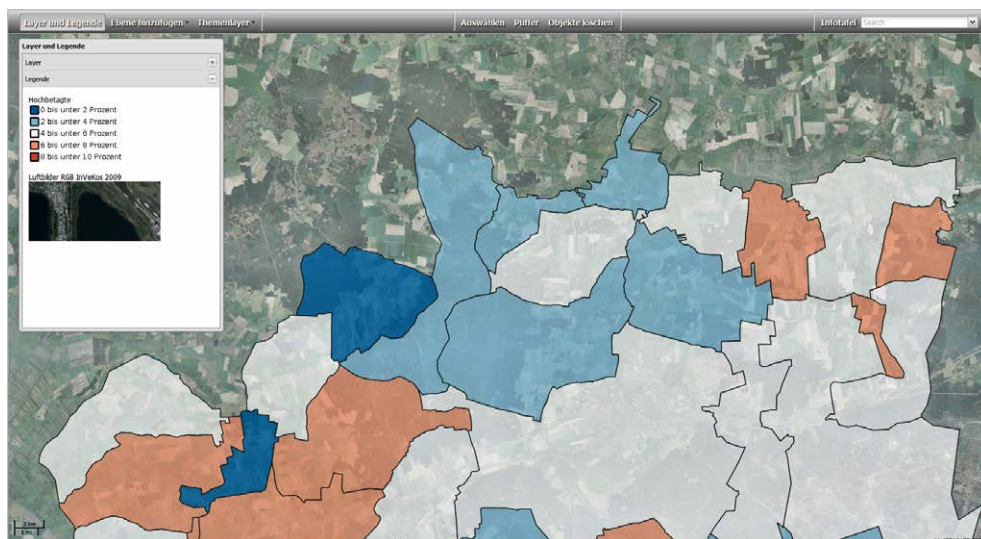 Layer und Legende Ebene hinzufügen Themenlayer Auswählen Puffer Objekte löschen Infotafel Search
Layer und Legende
Layer
Legende
Hochbetagte
0 bis unter 2 Prozent
2 bis unter 4 Prozent
4 bis unter 6 Prozent
6 bis unter 8 Prozent
8 bis unter 10 Prozent
Luftbilder RGB InVeKos 2009
2 km